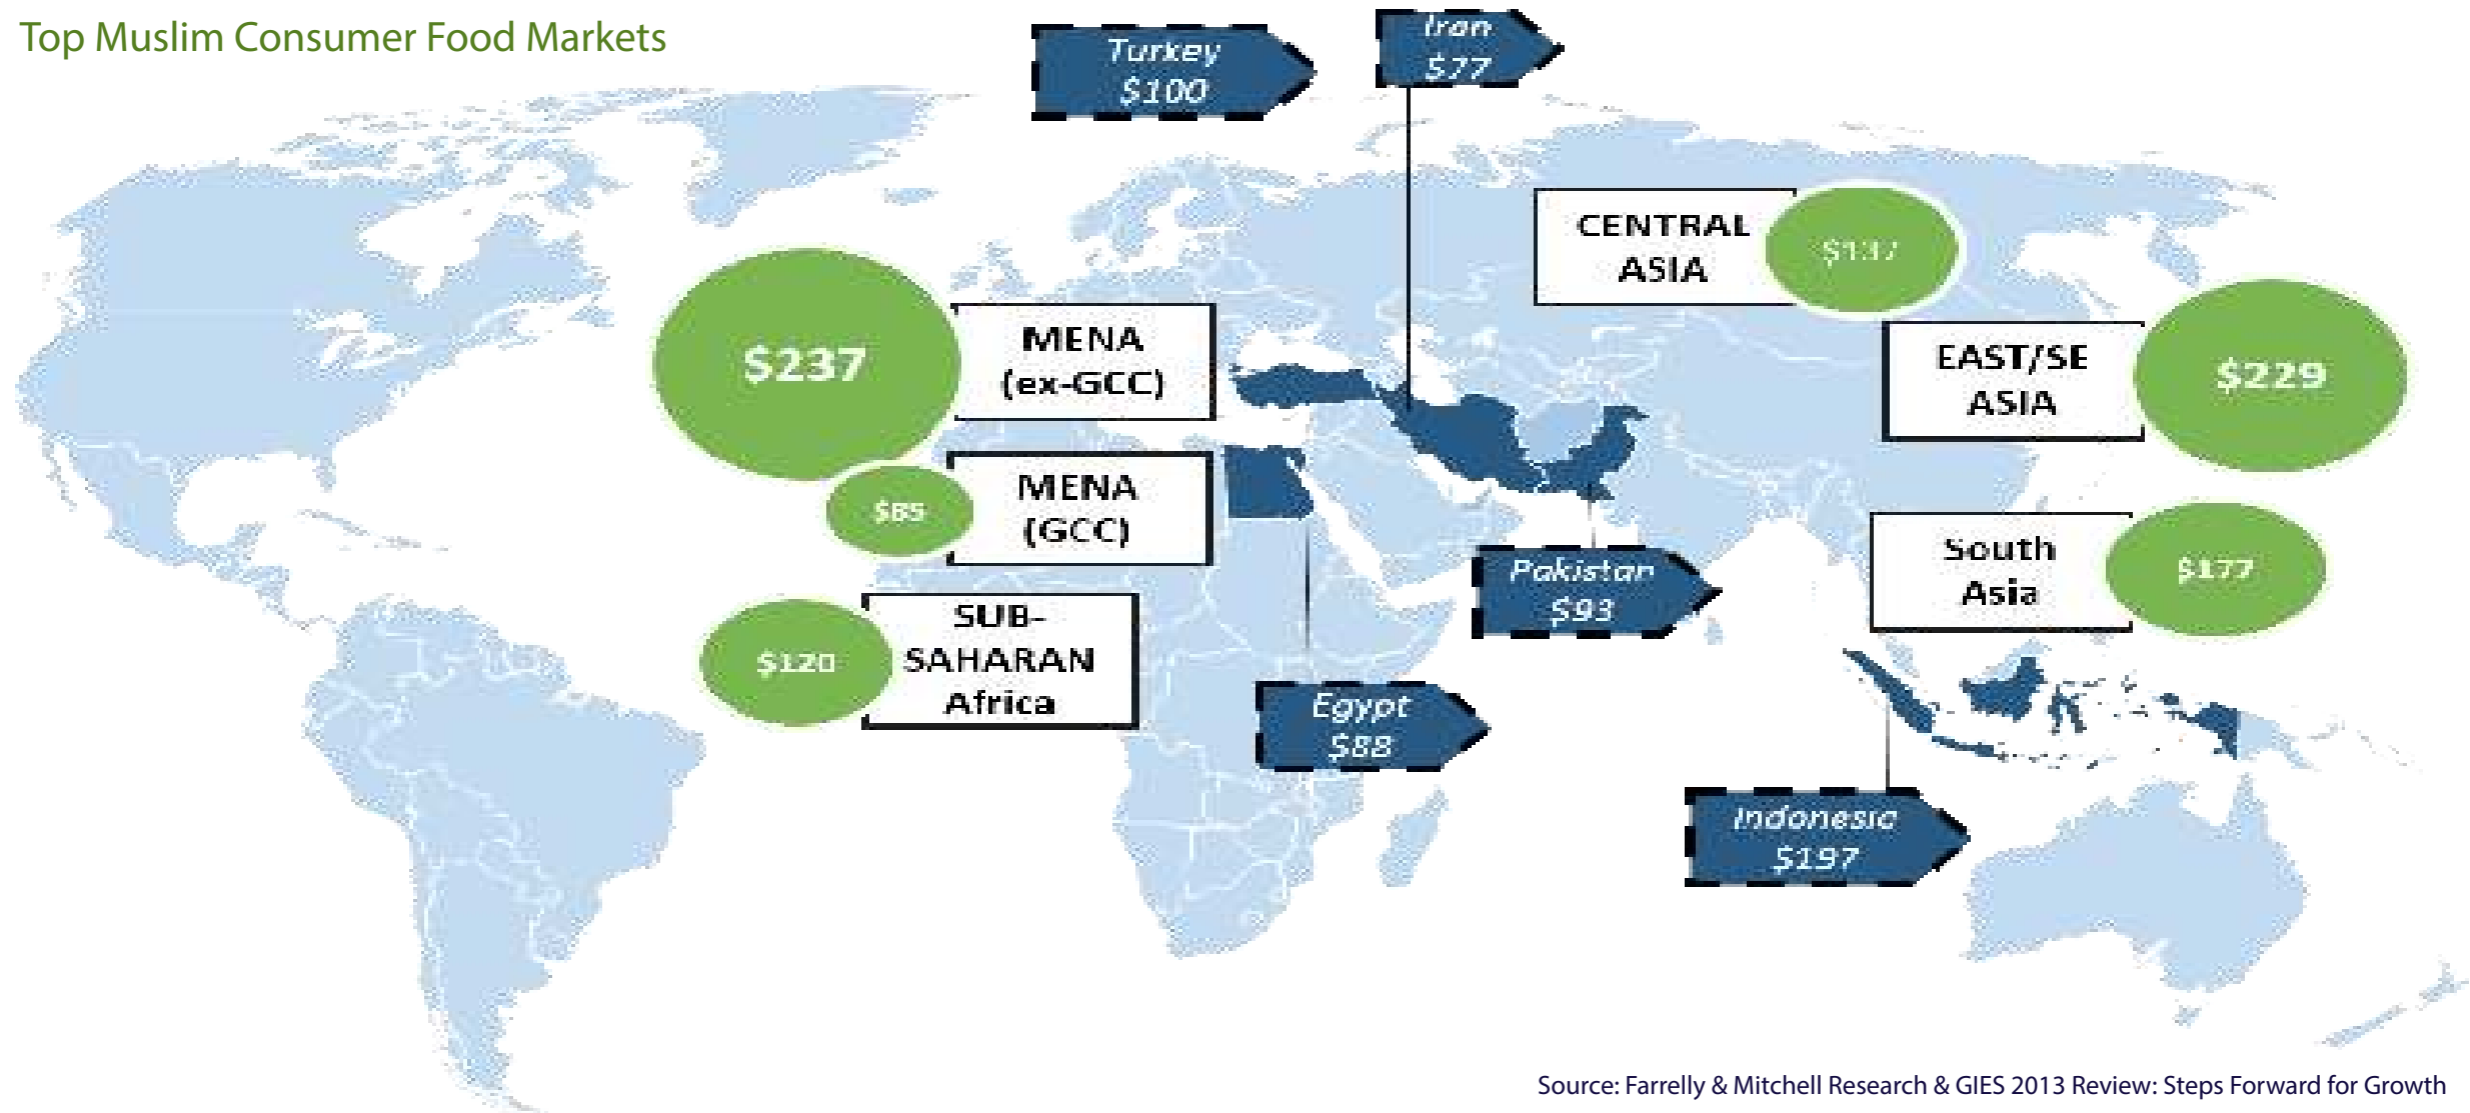 Top Muslim Consumer Food Markets
Turkey
$100
Iran
$77
CENTRAL
ASIA
$137
MENA
(ex-GCC)
$237
EAST/SE
ASIA
$229
MENA
(GCC)
$85
South
Asia
$177
Pakistan
$93
SUB-
SAHARAN
Africa
$120
Egypt
$88
Indonesia
$197
Source: Farrelly & Mitchell Research & GIES 2013 Review: Steps Forward for Growth